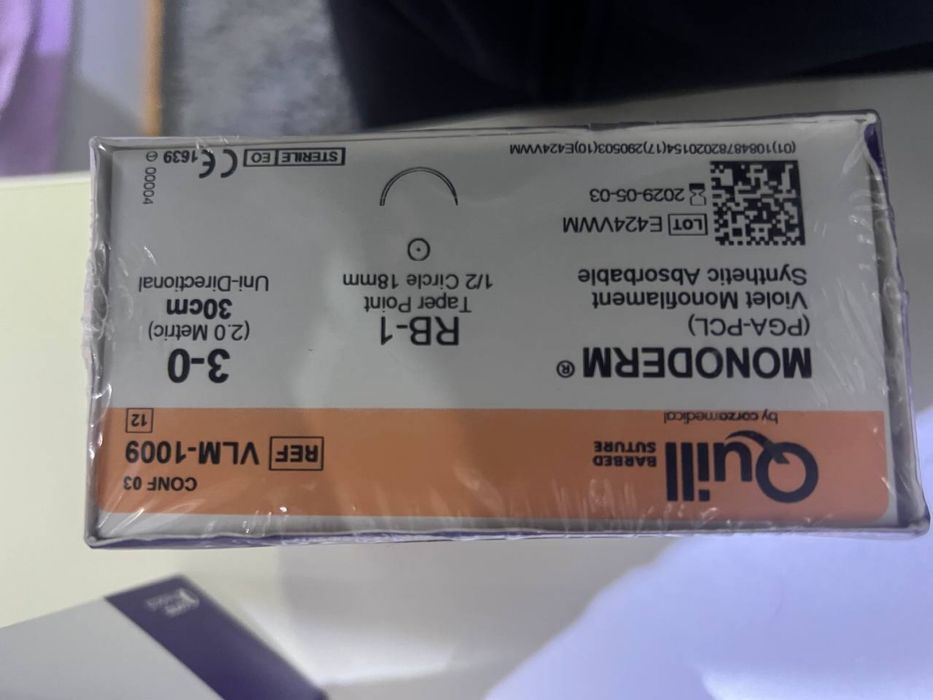 Quill
BARBED
SUTURE
by corzamedical
CONF 03
REF VLM-1009
12
MONODERM®
(PGA-PCL)
Violet Monofilament
Synthetic Absorbable
LOT E424VWM
2029-05-03
(01)10848782020154(17)290503(10)E424VWM
RB-1
Taper Point
1/2 Circle 18mm
3-0
(2.0 Metric)
30cm
Uni-Directional
STERILE EO
CE 1639
00004